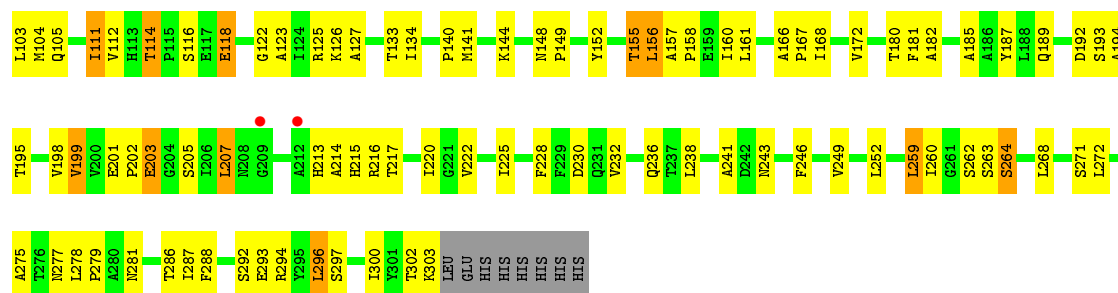 L103 M104 Q105 I111 V112 H113 T114 P115 S116 E117 E118 G122 A123 I124 R125 K126 A127 T133 I134 P140 M141 K144 N148 P149 Y152 T155 L156 A157 P158 E159 I160 L161 A166 P167 I168 V172 T180 F181 A182 A185 A186 Y187 L188 Q189 D192 S193 A194
T195 V198 V199 V200 E201 P202 E203 G204 S205 I206 L207 N208 G209 A212 H213 A214 H215 R216 T217 I220 G221 V222 I225 F228 F229 D230 Q231 V232 Q236 T237 L238 A241 D242 N243 F246 V249 L252 L259 I260 G261 S262 S263 S264 L268 S271 L272
A275 T276 N277 L278 P279 A280 N281 T286 I287 F288 S292 E293 R294 Y295 L296 S297 I300 Y301 T302 K303 LEU GLU HIS HIS HIS HIS HIS HIS